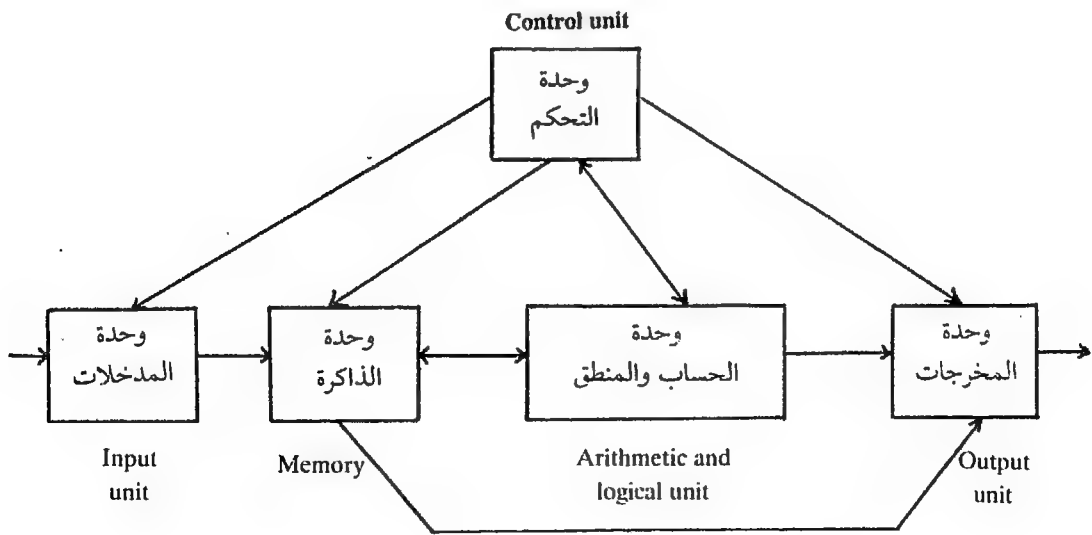 Control unit
وحدة
التحكم
وحدة
المدخلات
وحدة
الذاكرة
وحدة
الحساب والمنطق
وحدة
المخرجات
Input
unit
Memory
Arithmetic and
logical unit
Output
unit